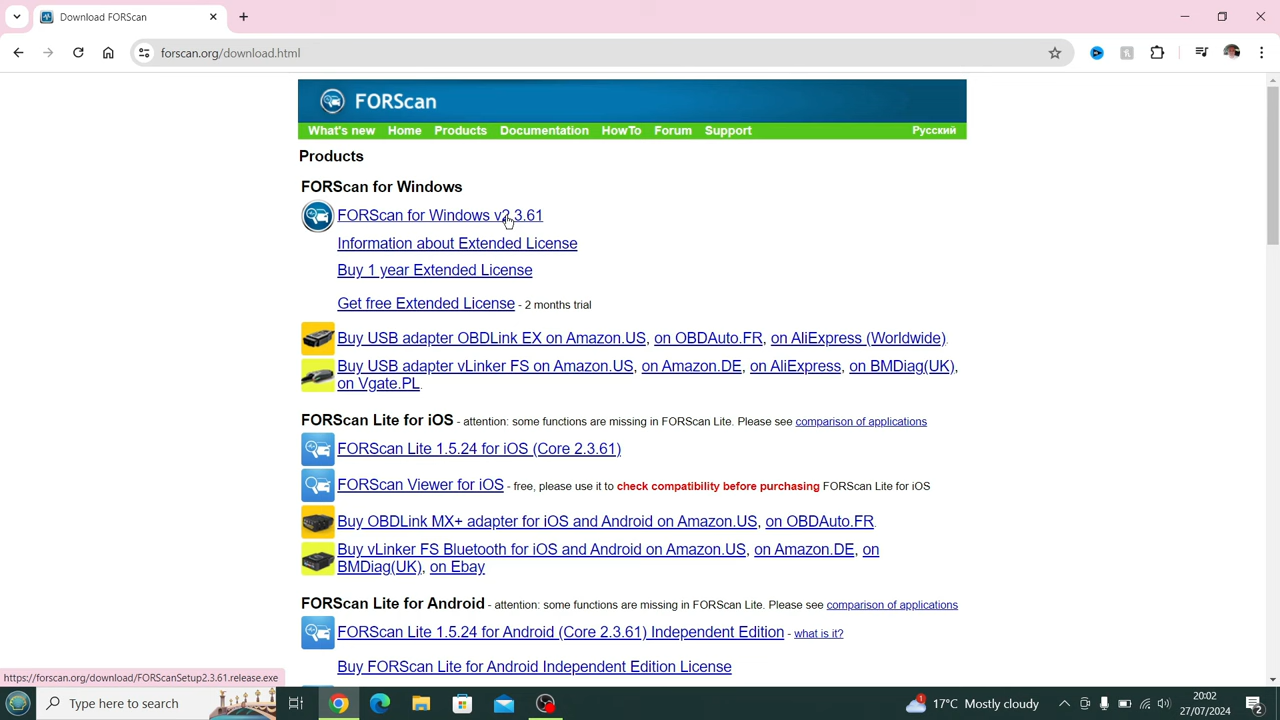 Download FORScan
forscan.org/download.html
FORScan
What's new Home Products Documentation HowTo Forum Support Русский
Products
FORScan for Windows
FORScan for Windows v2.3.61
Information about Extended License
Buy 1 year Extended License
Get free Extended License - 2 months trial
Buy USB adapter OBDLink EX on Amazon.US, on OBDAuto.FR, on AliExpress (Worldwide).
Buy USB adapter vLinker FS on Amazon.US, on Amazon.DE, on AliExpress, on BMDiag(UK),
on Vgate.PL.
FORScan Lite for iOS - attention: some functions are missing in FORScan Lite. Please see comparison of applications
FORScan Lite 1.5.24 for iOS (Core 2.3.61)
FORScan Viewer for iOS - free, please use it to check compatibility before purchasing FORScan Lite for iOS
Buy OBDLink MX+ adapter for iOS and Android on Amazon.US, on OBDAuto.FR.
Buy vLinker FS Bluetooth for iOS and Android on Amazon.US, on Amazon.DE, on
BMDiag(UK), on Ebay
FORScan Lite for Android - attention: some functions are missing in FORScan Lite. Please see comparison of applications
FORScan Lite 1.5.24 for Android (Core 2.3.61) Independent Edition - what is it?
Buy FORScan Lite for Android Independent Edition License
https://forscan.org/download/FORScanSetup2.3.61.release.exe
Type here to search
1
17°C Mostly cloudy
20:02
27/07/2024
2